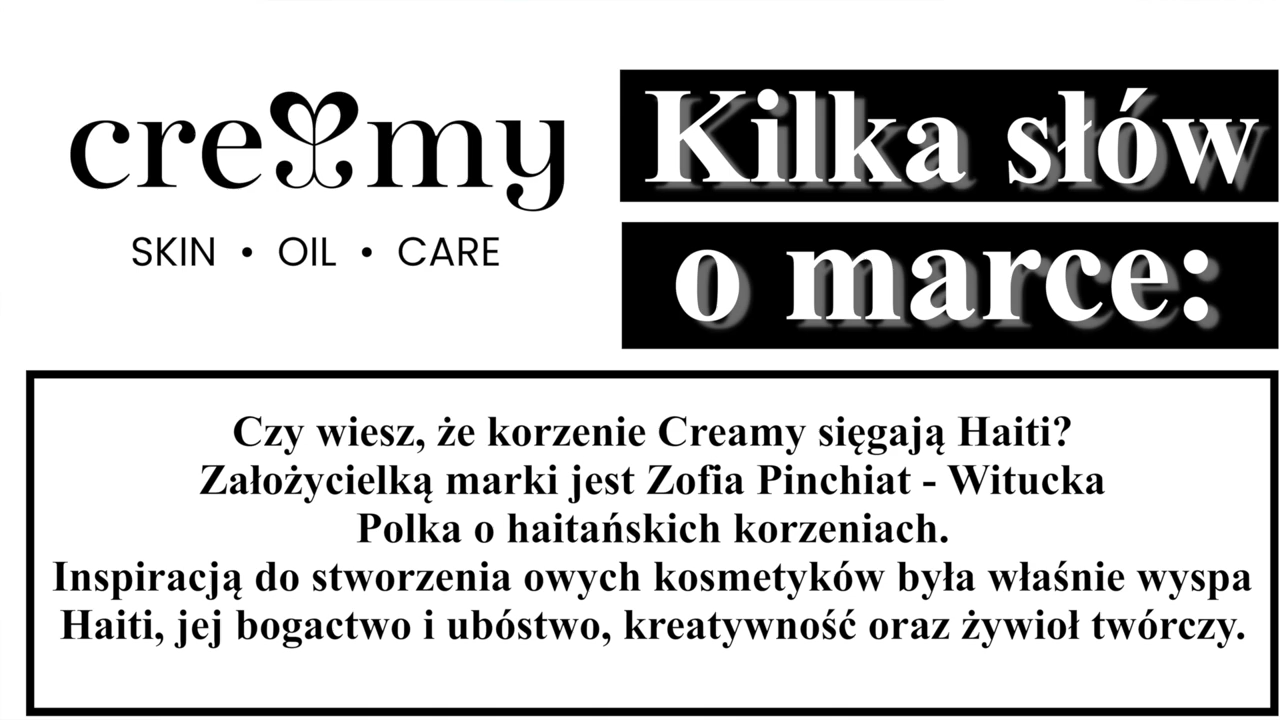 creamy
SKIN • OIL • CARE
Kilka słów
o marce:
Czy wiesz, że korzenie Creamy sięgają Haiti?
Założycielką marki jest Zofia Pinchiat - Witucka
Polka o haitańskich korzeniach.
Inspiracją do stworzenia owych kosmetyków była właśnie wyspa
Haiti, jej bogactwo i ubóstwo, kreatywność oraz żywioł twórczy.